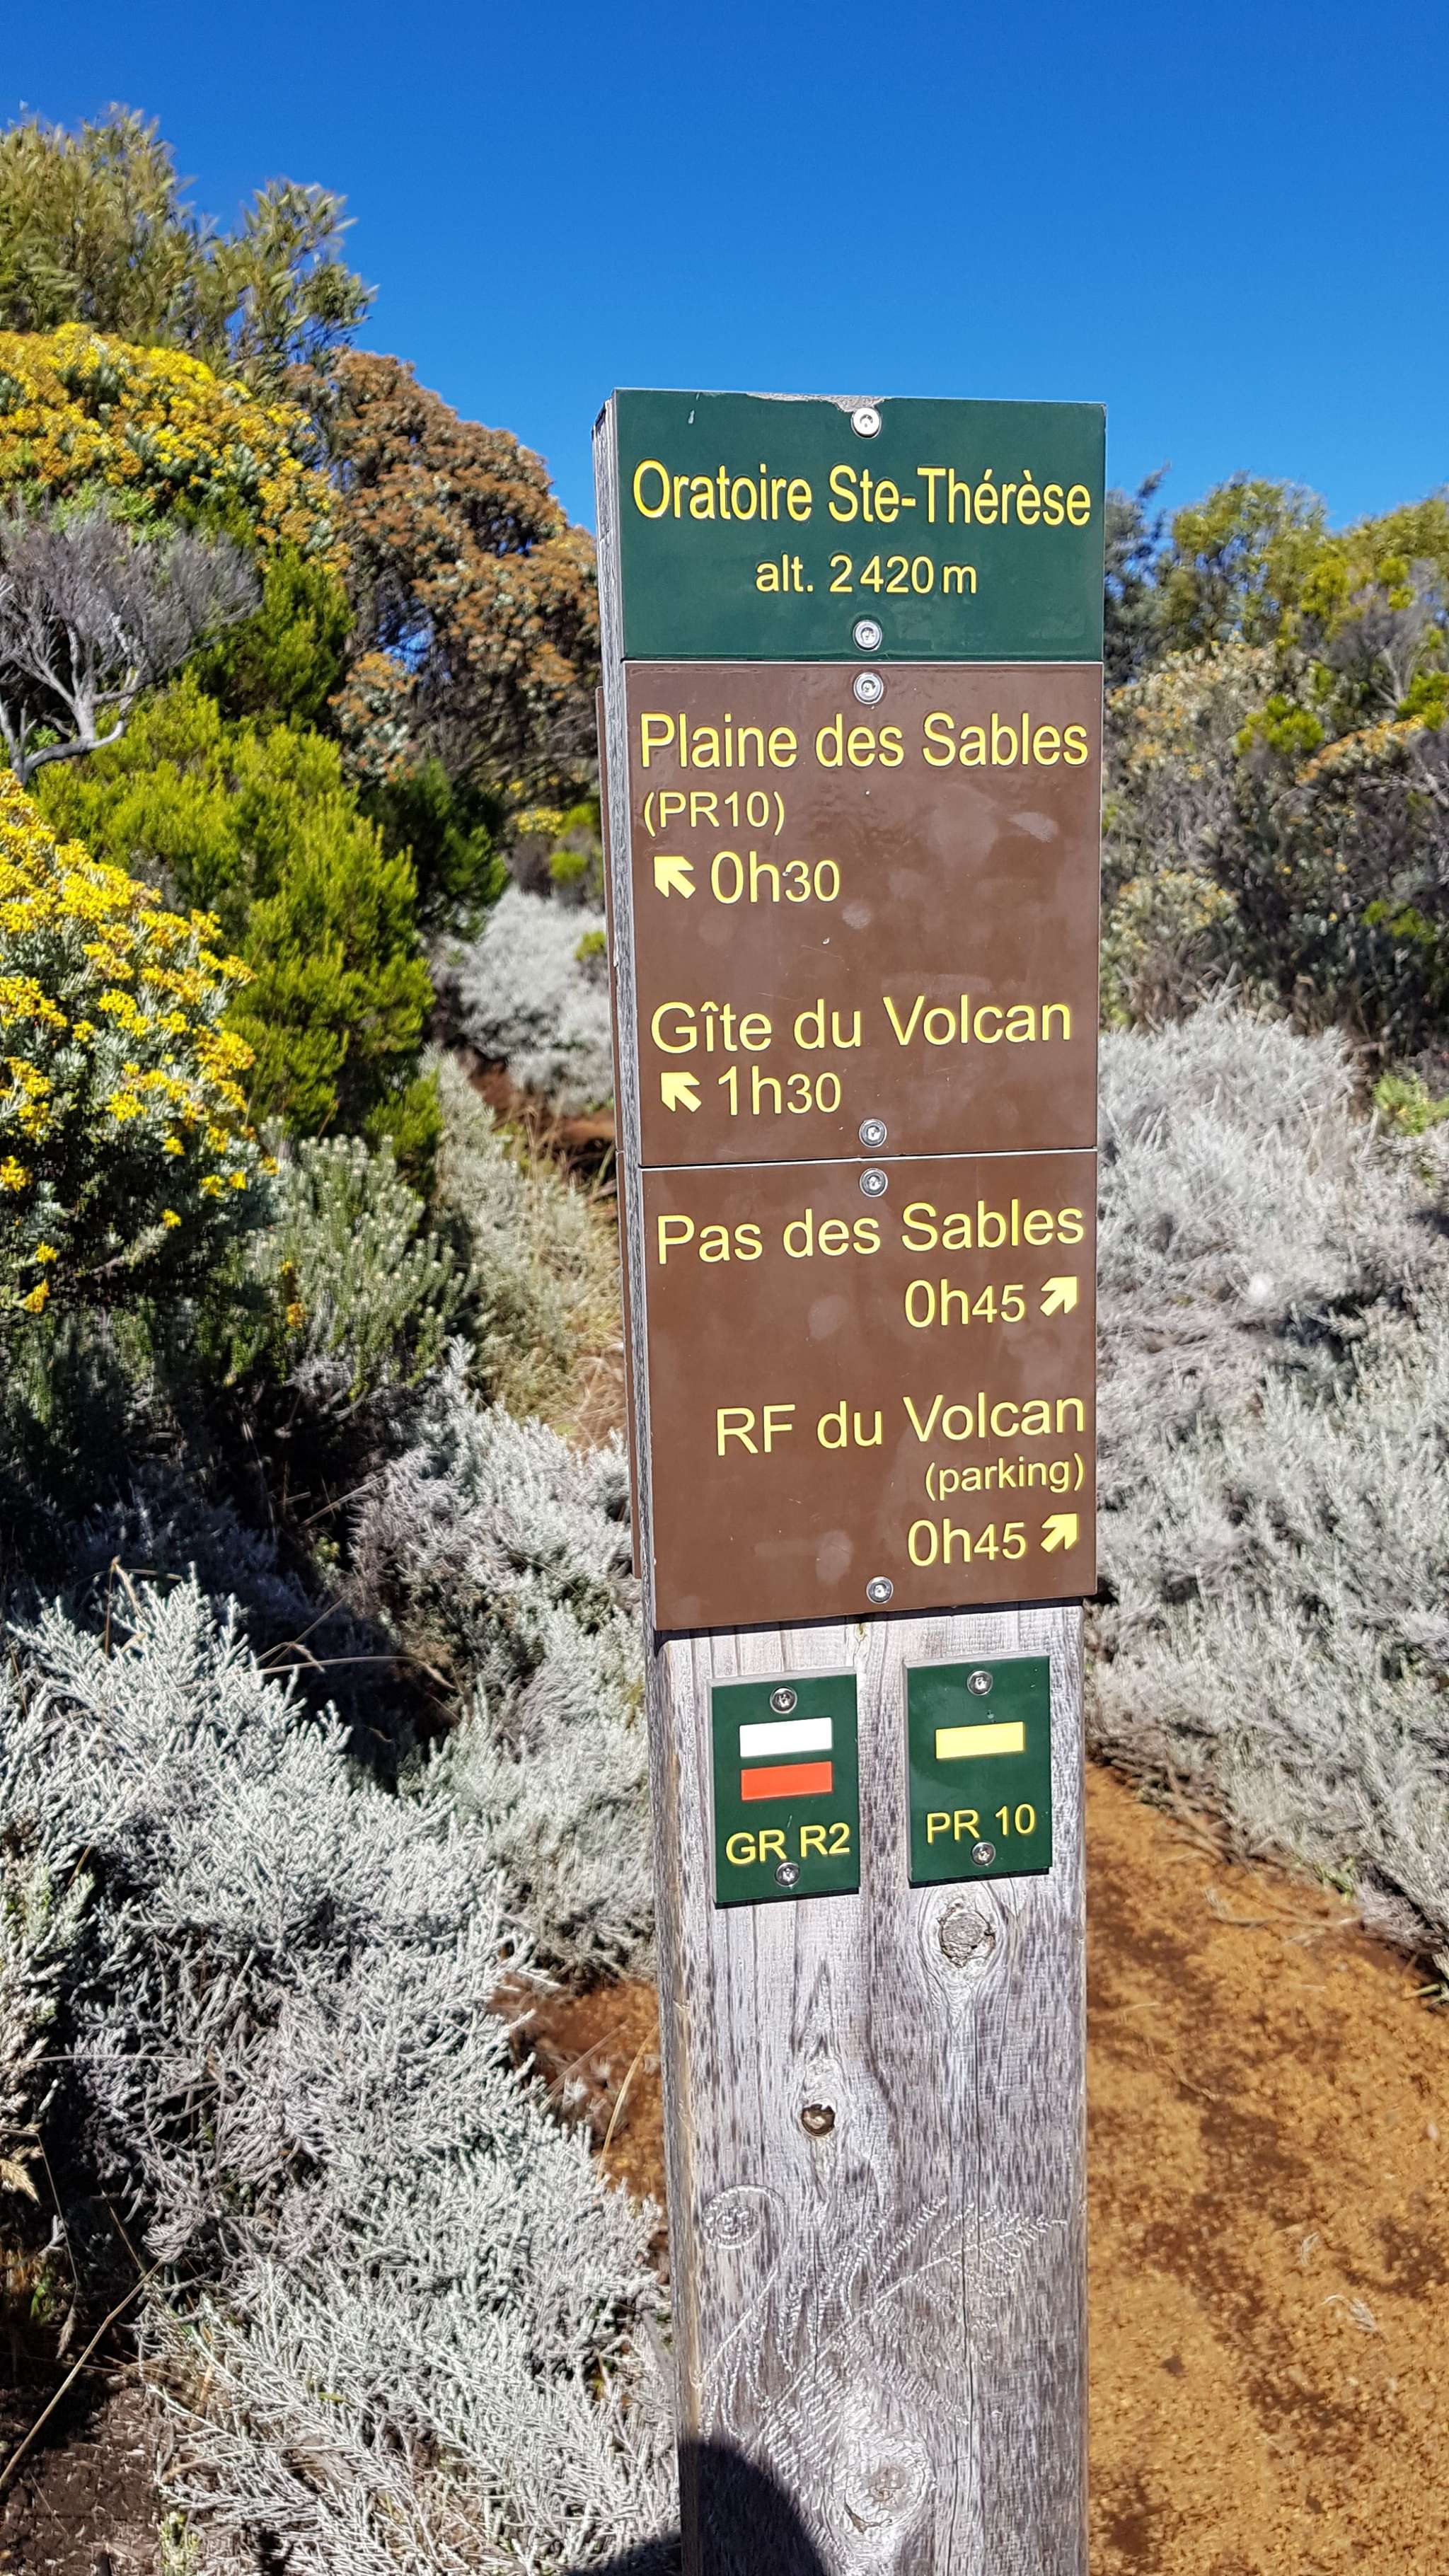 Oratoire Ste-Thérèse
alt. 2 420 m
Plaine des Sables
(PR10)
0h30
Gîte du Volcan
1h30
Pas des Sables
0h45
RF du Volcan
(parking)
0h45
GR R2
PR 10